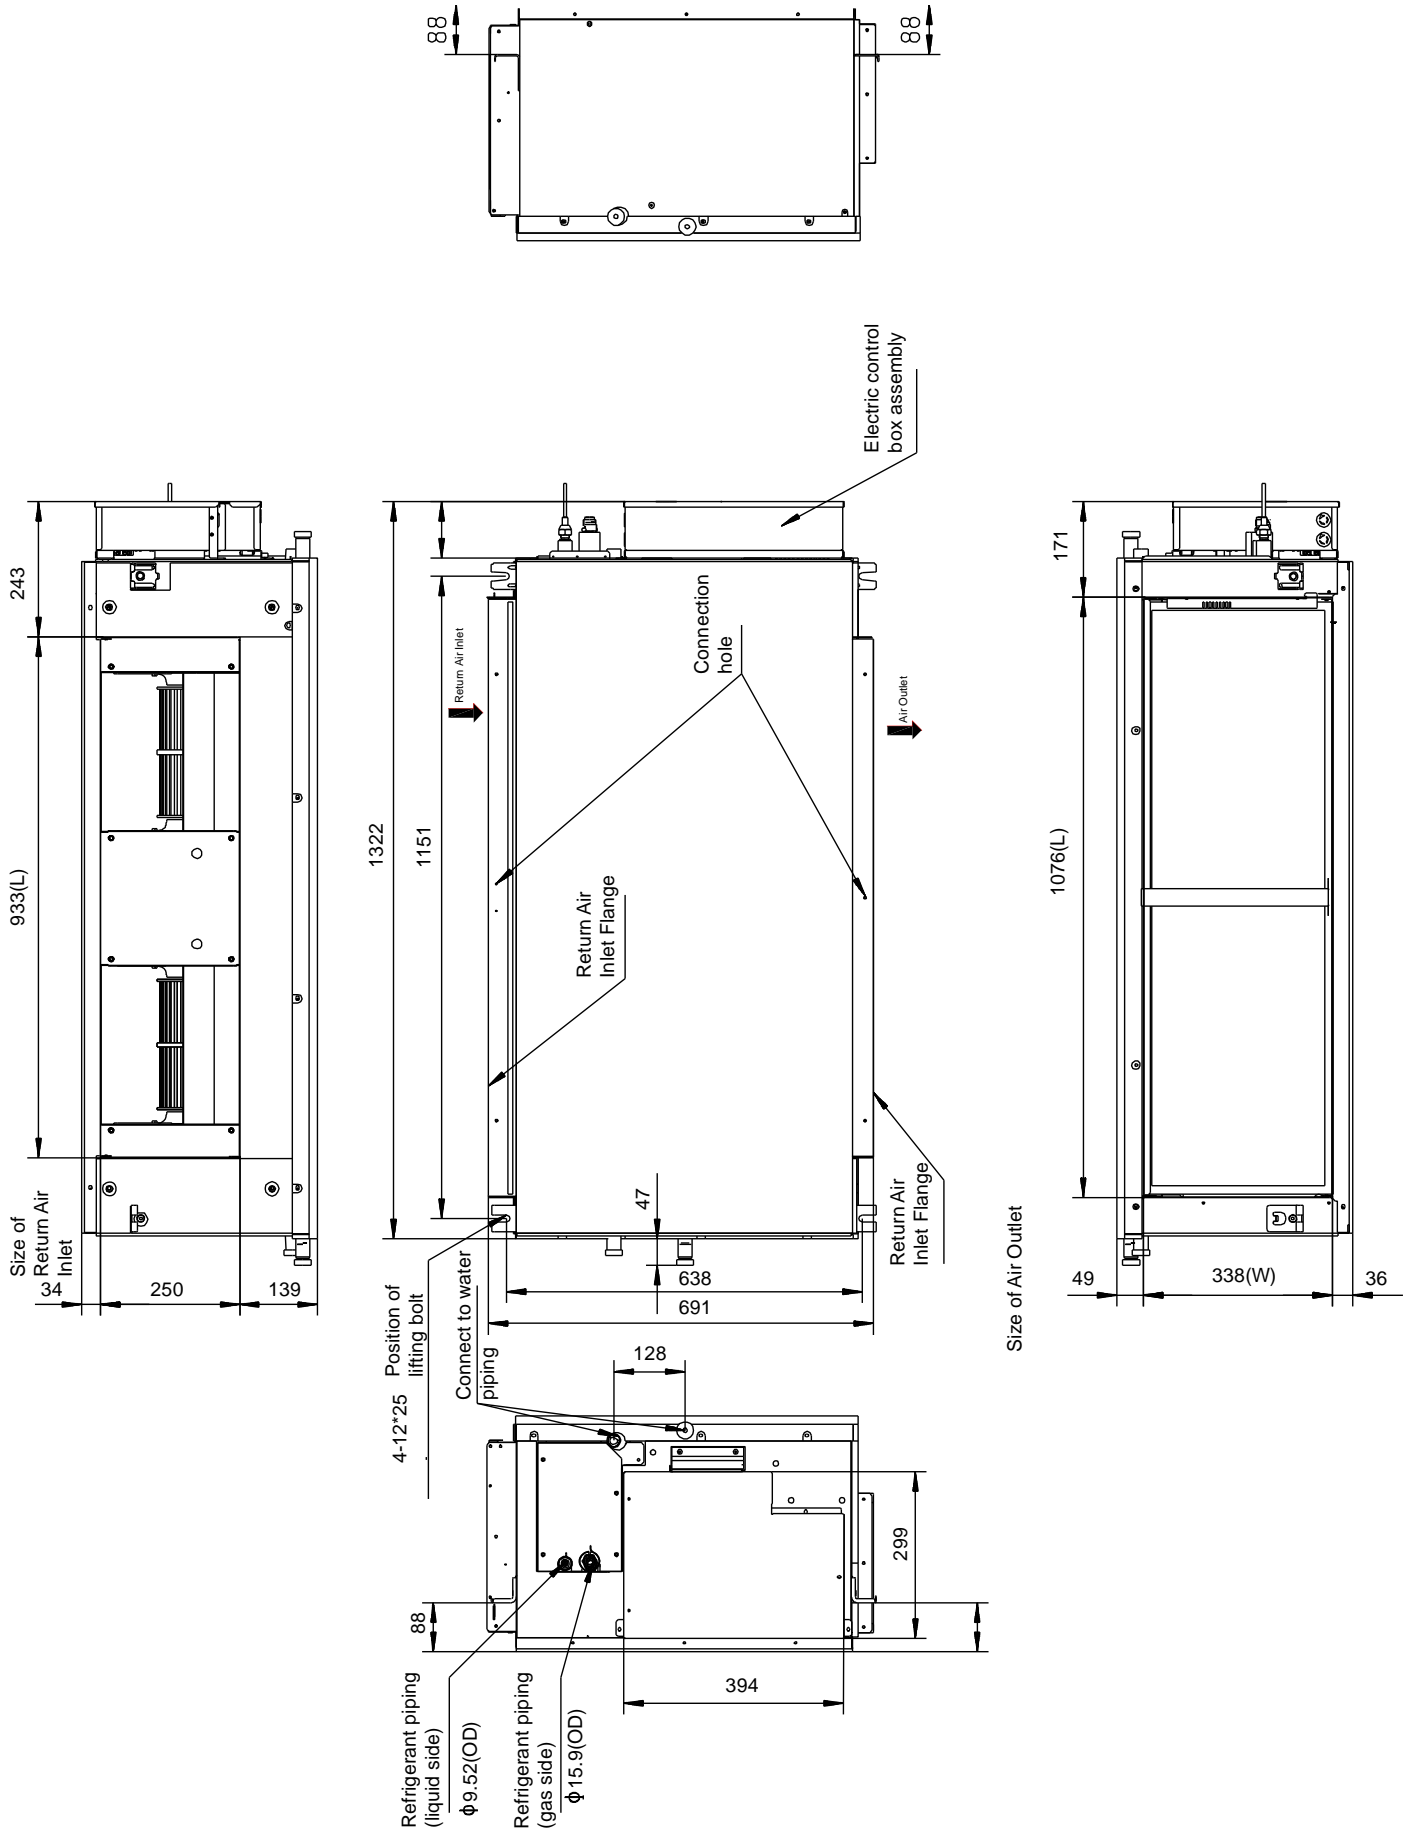 88
88
Electric control
box assembly
243
933(L)
Size of
Return Air
Inlet
34
250
139
1322
1151
Return Air Inlet
Connection
hole
Air Outlet
Return Air
Inlet Flange
47
638
691
Return Air
Inlet Flange
171
1076(L)
Size of Air Outlet
49
338(W)
36
4-12*25
Position of
lifting bolt
Connect to water
piping
128
299
88
394
Refrigerant piping
(liquid side)
ϕ9.52(OD)
Refrigerant piping
(gas side)
ϕ15.9(OD)